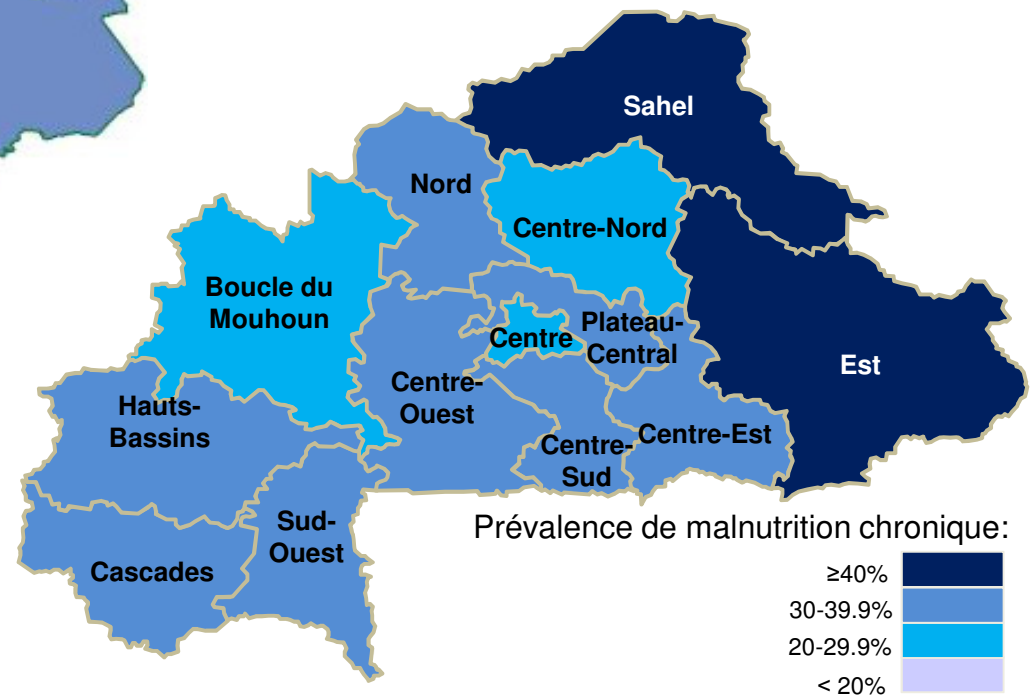 Sahel
Nord
Centre-Nord
Boucle du
Mouhoun
Centre
Plateau-
Central
Est
Centre-
Ouest
Hauts-
Bassins
Centre-
Sud
Centre-Est
Sud-
Ouest
Cascades
Prévalence de malnutrition chronique:
≥40%
30-39.9%
20-29.9%
< 20%